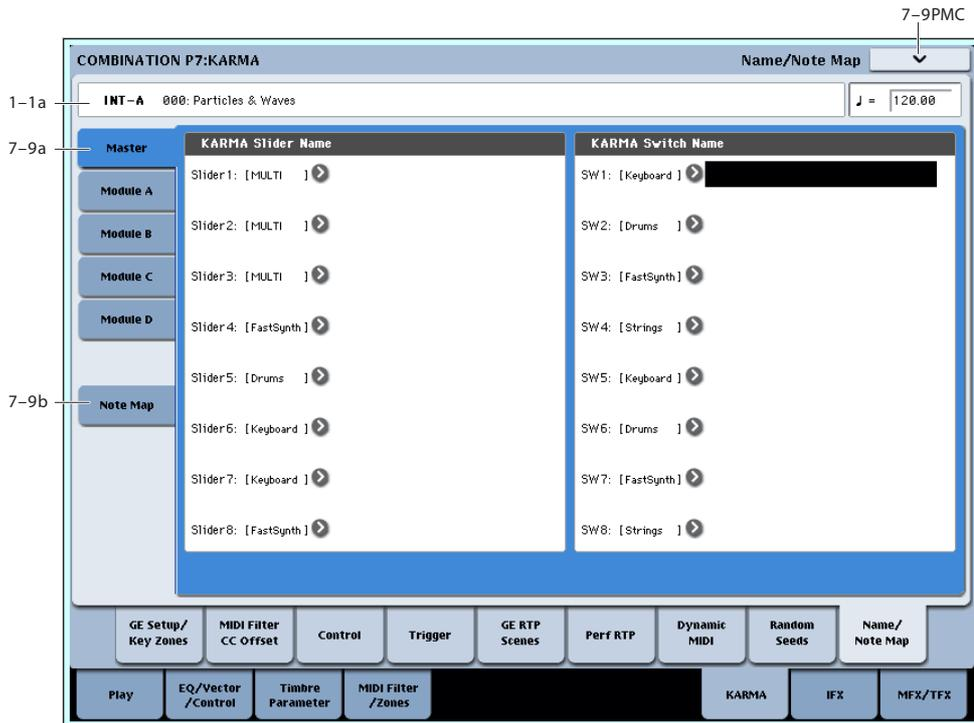 7–9PMC
COMBINATION P7:KARMA
Name/Note Map
1–1a
INT-A 000: Particles & Waves
♩ = 120.00
7–9a
Master
Module A
Module B
Module C
Module D
7–9b
Note Map
KARMA Slider Name
Slider1: [MULTI ]
Slider2: [MULTI ]
Slider3: [MULTI ]
Slider4: [FastSynth]
Slider5: [Drums ]
Slider6: [Keyboard ]
Slider7: [Keyboard ]
Slider8: [FastSynth]
KARMA Switch Name
SW1: [Keyboard ]
SW2: [Drums ]
SW3: [FastSynth]
SW4: [Strings ]
SW5: [Keyboard ]
SW6: [Drums ]
SW7: [FastSynth]
SW8: [Strings ]
GE Setup/
Key Zones
MIDI Filter
CC Offset
Control
Trigger
GE RTP
Scenes
Perf RTP
Dynamic
MIDI
Random
Seeds
Name/
Note Map
Play
EQ/Vector
/Control
Timbre
Parameter
MIDI Filter
/Zones
KARMA
IFX
MFX/TFX